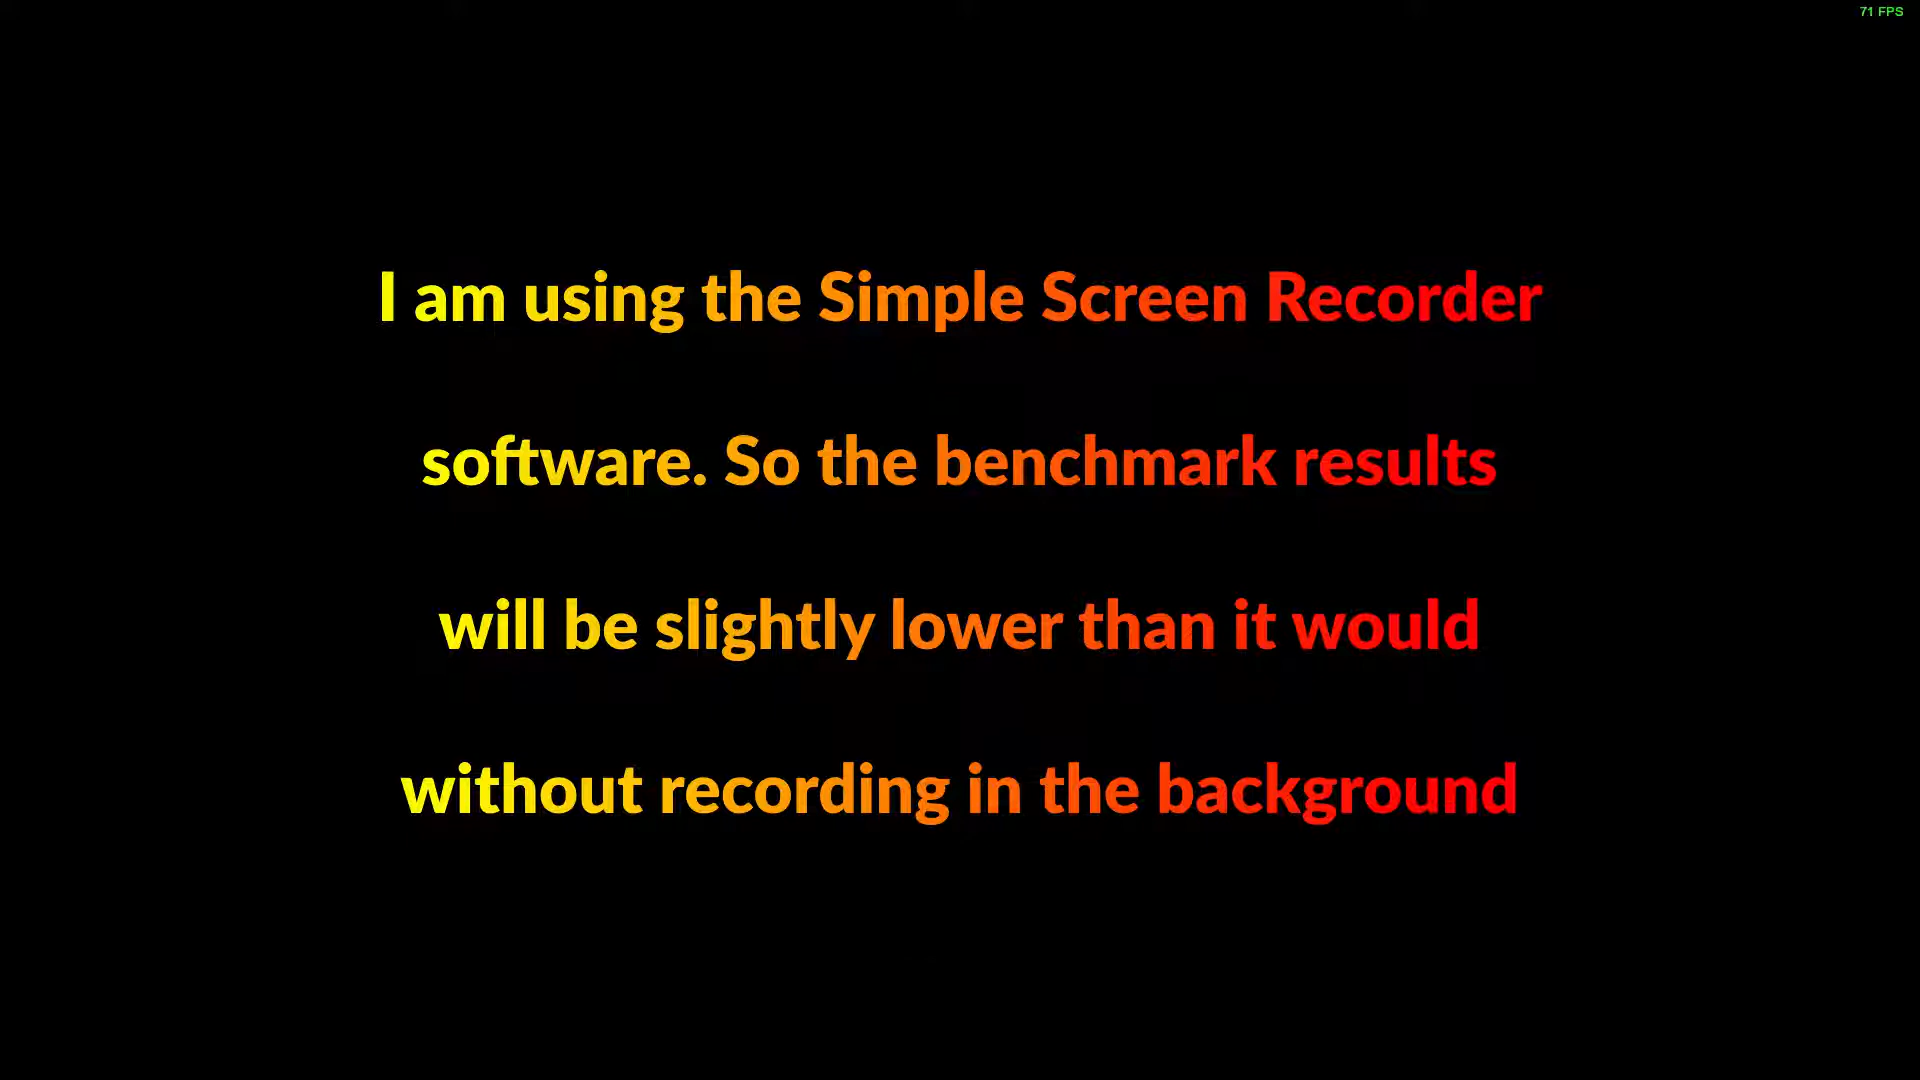 71 FPS
I am using the Simple Screen Recorder
software. So the benchmark results
will be slightly lower than it would
without recording in the background